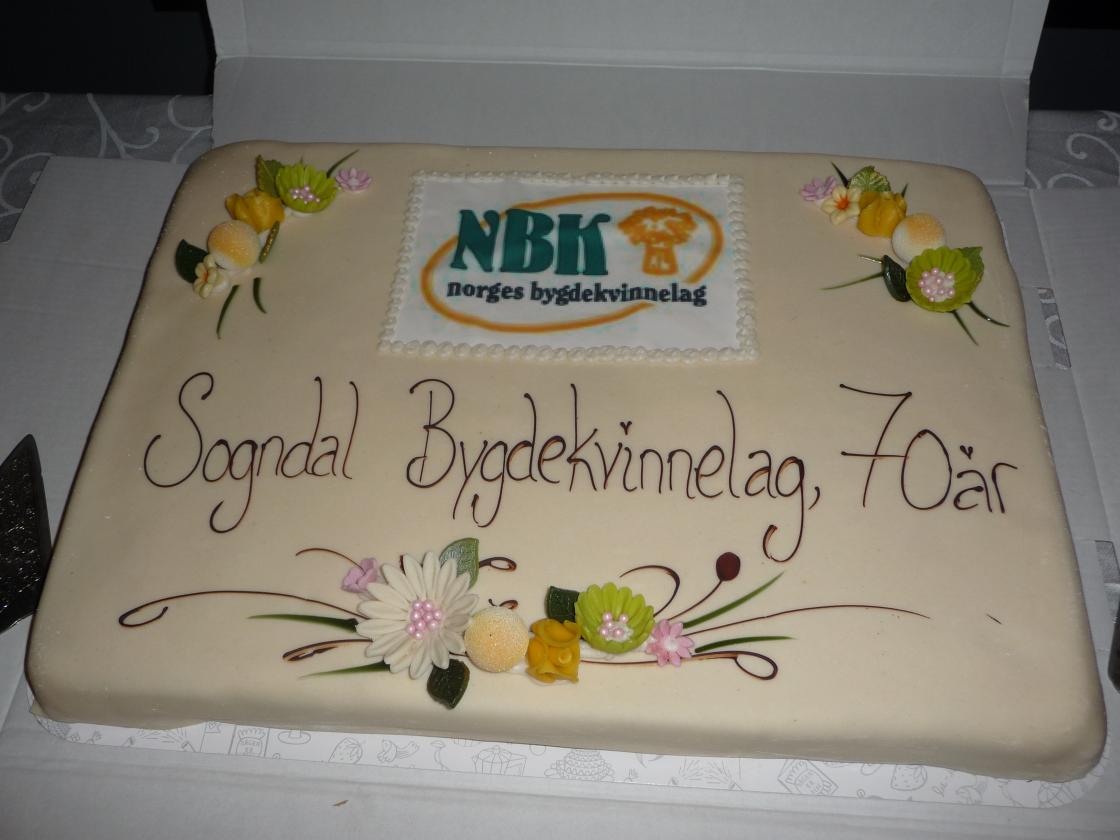 NBK
norges bygdekvinnelag
Sogndal Bygdekvinnelag, 70år